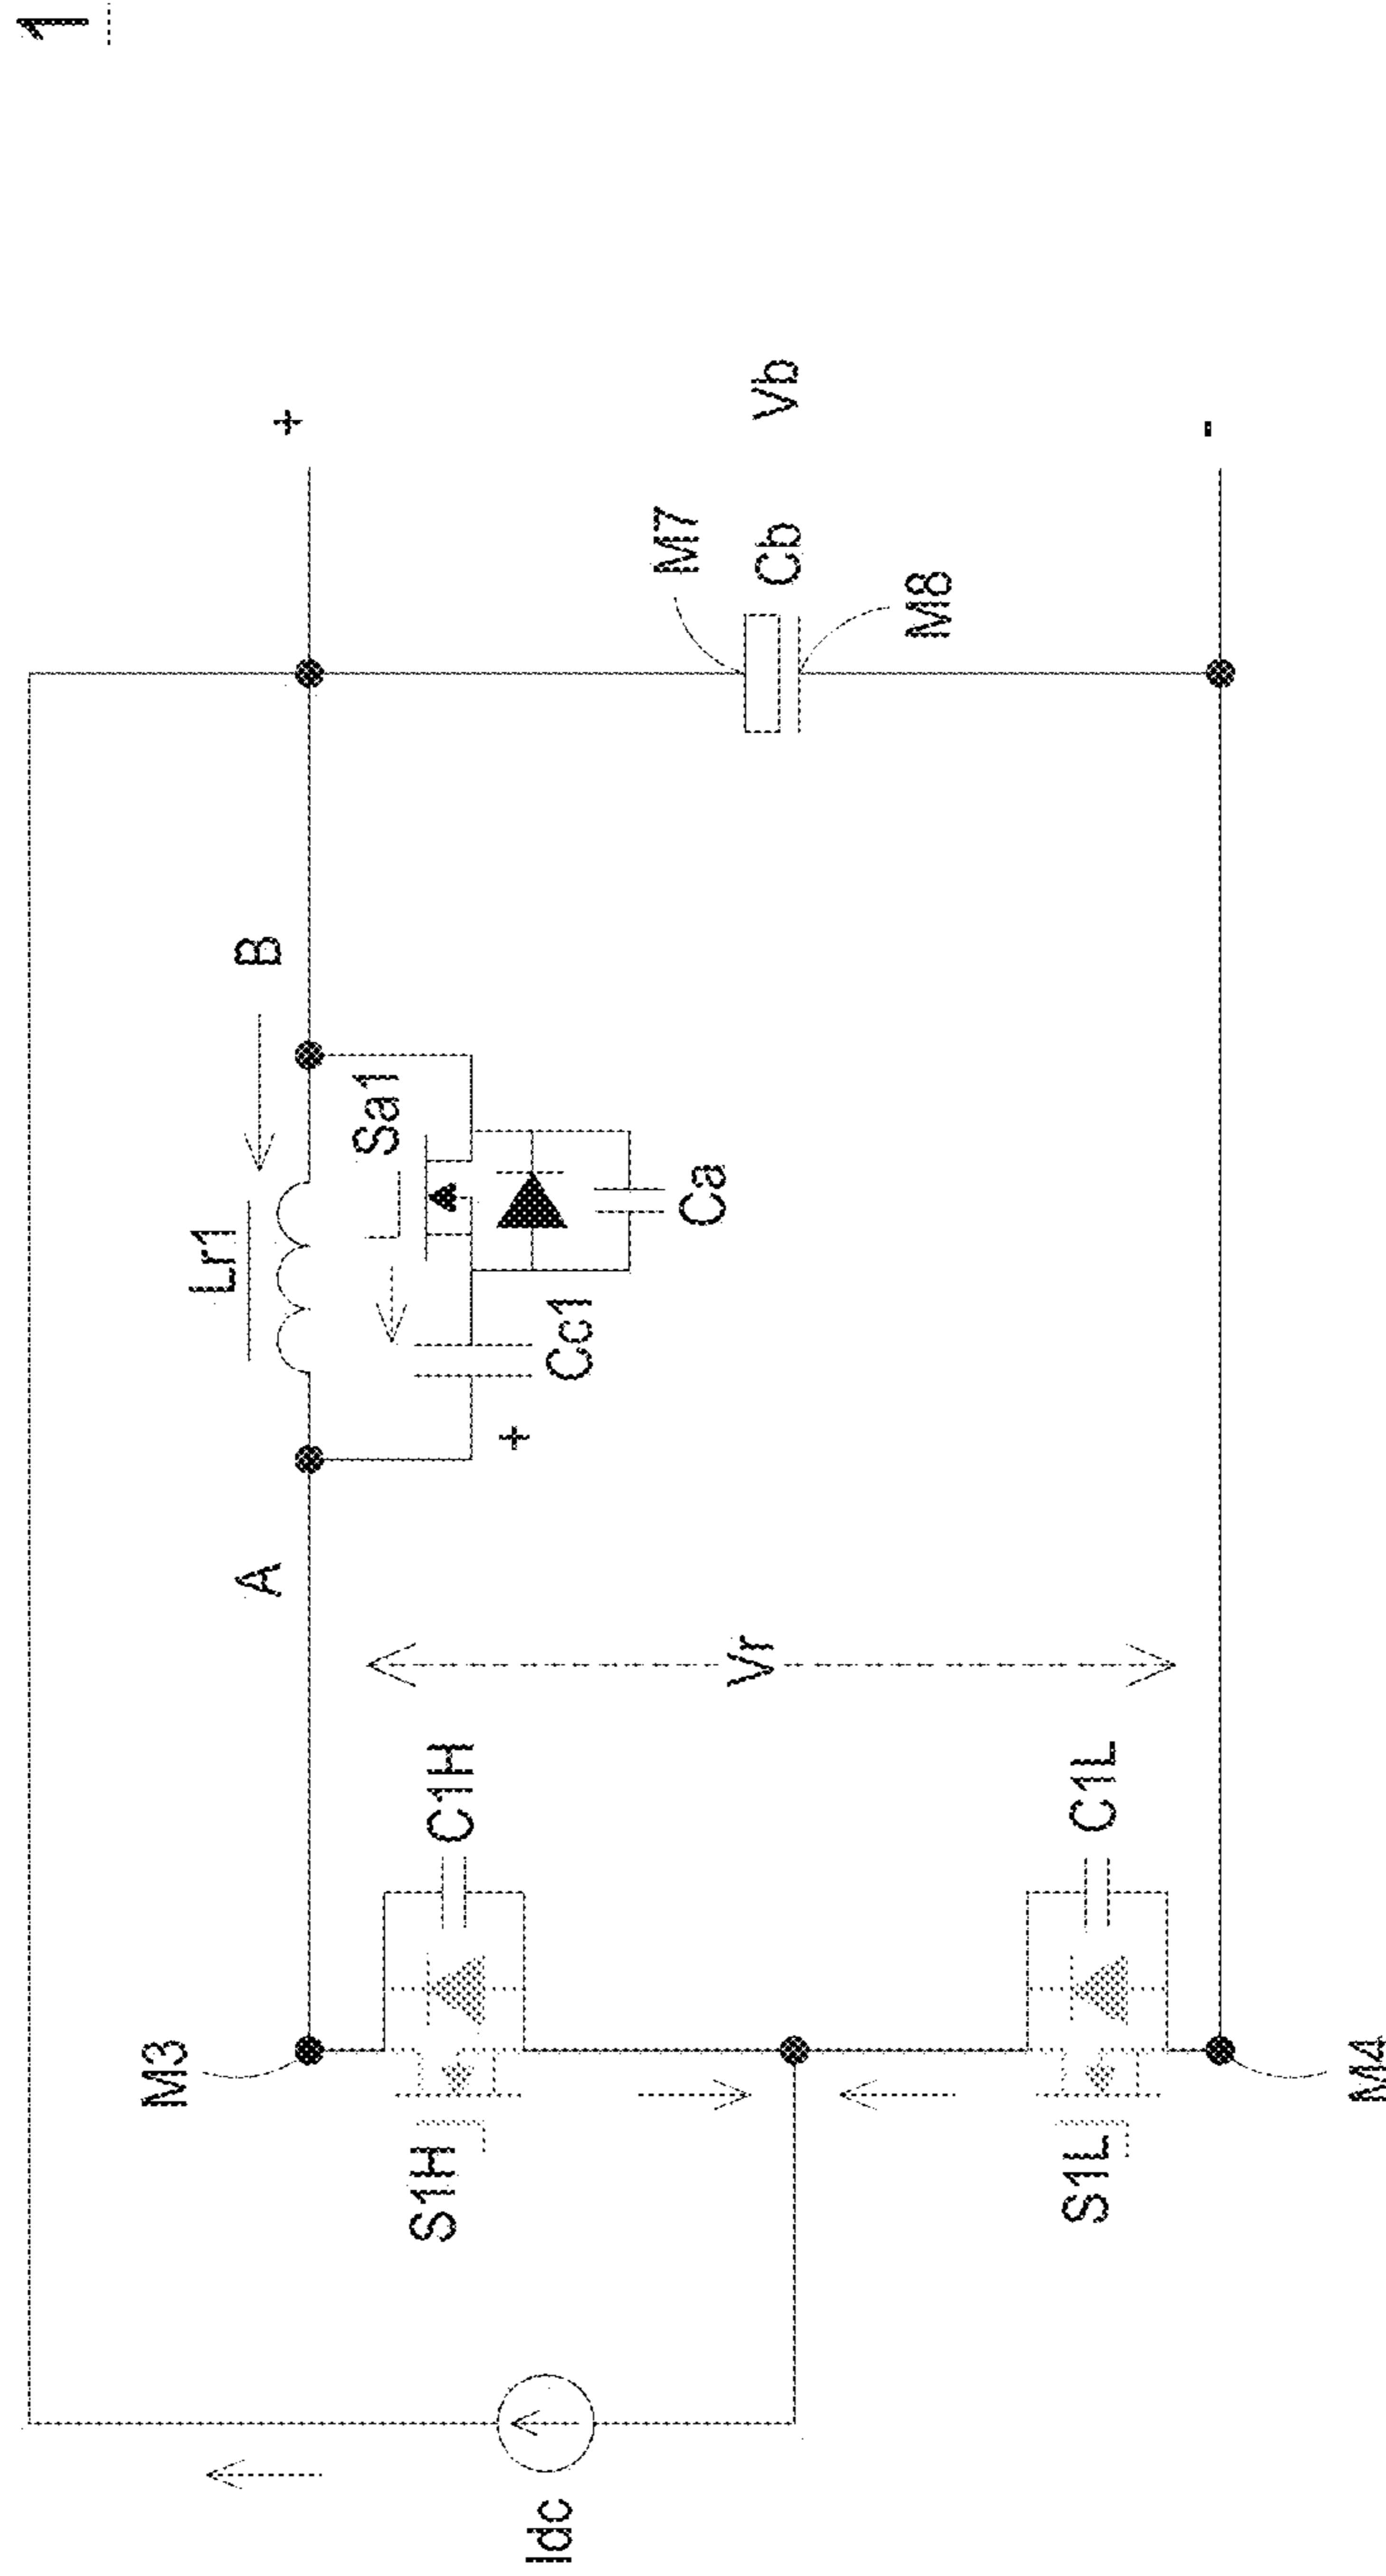 1
+
Vb
-
M7
Cb
M8
B
Lr1
Sa1
Ca
Cc1
+
A
Vr
C1H
C1L
M3
M4
S1H
S1L
Idc